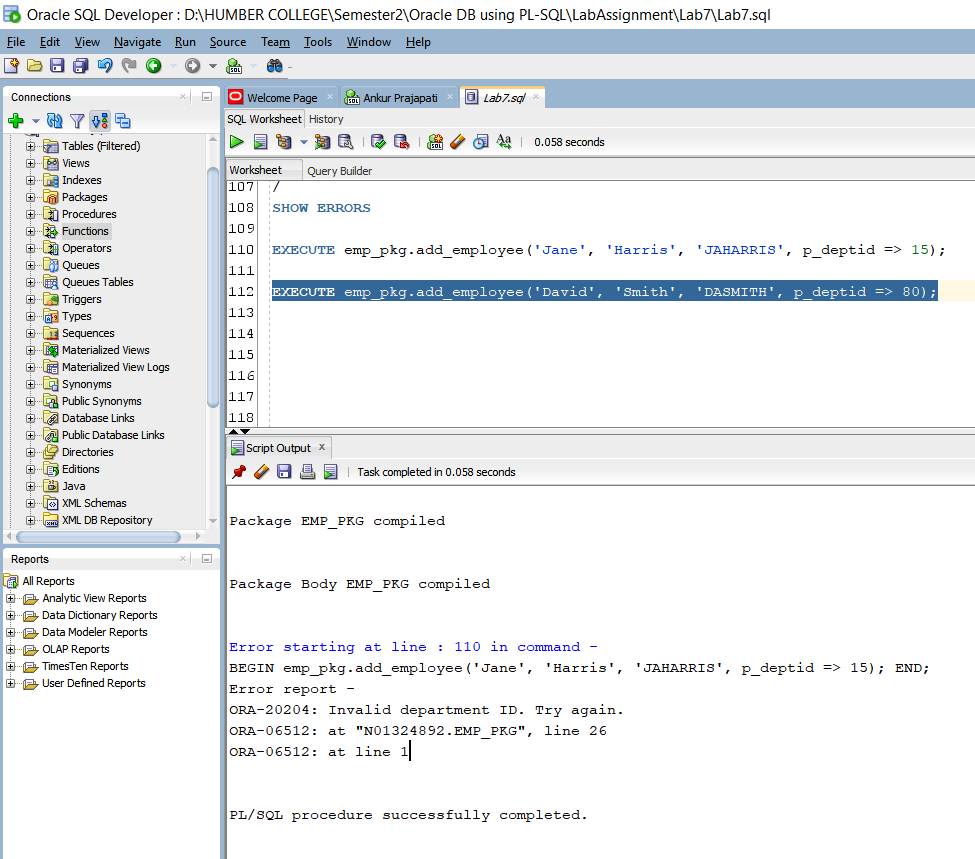 Oracle SQL Developer : D:\HUMBER COLLEGE\Semester2\Oracle DB using PL-SQL\LabAssignment\Lab7\Lab7.sql
File Edit View Navigate Run Source Team Tools Window Help
Connections
Tables (Filtered)
Views
Indexes
Packages
Procedures
Functions
Operators
Queues
Queues Tables
Triggers
Types
Sequences
Materialized Views
Materialized View Logs
Synonyms
Public Synonyms
Database Links
Public Database Links
Directories
Editions
Java
XML Schemas
XML DB Repository
Reports
All Reports
Analytic View Reports
Data Dictionary Reports
Data Modeler Reports
OLAP Reports
TimesTen Reports
User Defined Reports
Welcome Page Ankur Prajapati Lab7.sql
SQL Worksheet History
0.058 seconds
Worksheet Query Builder
107 /
108 SHOW ERRORS
109
110 EXECUTE emp_pkg.add_employee('Jane', 'Harris', 'JAHARRIS', p_deptid => 15);
111
112 EXECUTE emp_pkg.add_employee('David', 'Smith', 'DASMITH', p_deptid => 80);
113
114
115
116
117
118
Script Output
Task completed in 0.058 seconds
Package EMP_PKG compiled
Package Body EMP_PKG compiled
Error starting at line : 110 in command -
BEGIN emp_pkg.add_employee('Jane', 'Harris', 'JAHARRIS', p_deptid => 15); END;
Error report -
ORA-20204: Invalid department ID. Try again.
ORA-06512: at "N01324892.EMP_PKG", line 26
ORA-06512: at line 1
PL/SQL procedure successfully completed.